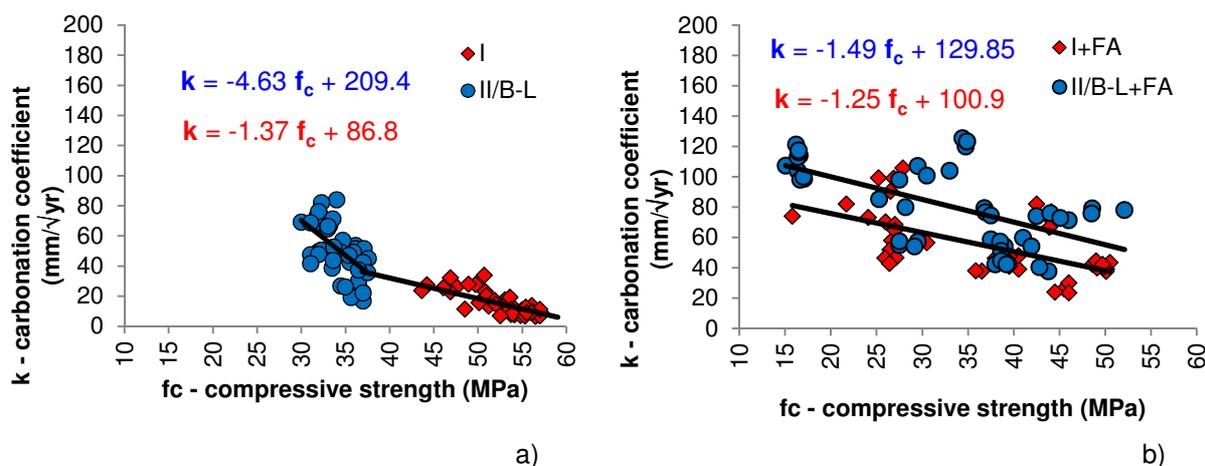 200
180
160
140
120
100
80
60
40
20
0
k - carbonation coefficient
(mm/√yr)
k = -4.63 fc + 209.4
k = -1.37 fc + 86.8
I
II/B-L
10 15 20 25 30 35 40 45 50 55 60
fc - compressive strength (MPa)
a)
200
180
160
140
120
100
80
60
40
20
0
k - carbonation coefficient
(mm/√yr)
k = -1.49 fc + 129.85
k = -1.25 fc + 100.9
I+FA
II/B-L+FA
10 15 20 25 30 35 40 45 50 55 60
fc - compressive strength (MPa)
b)